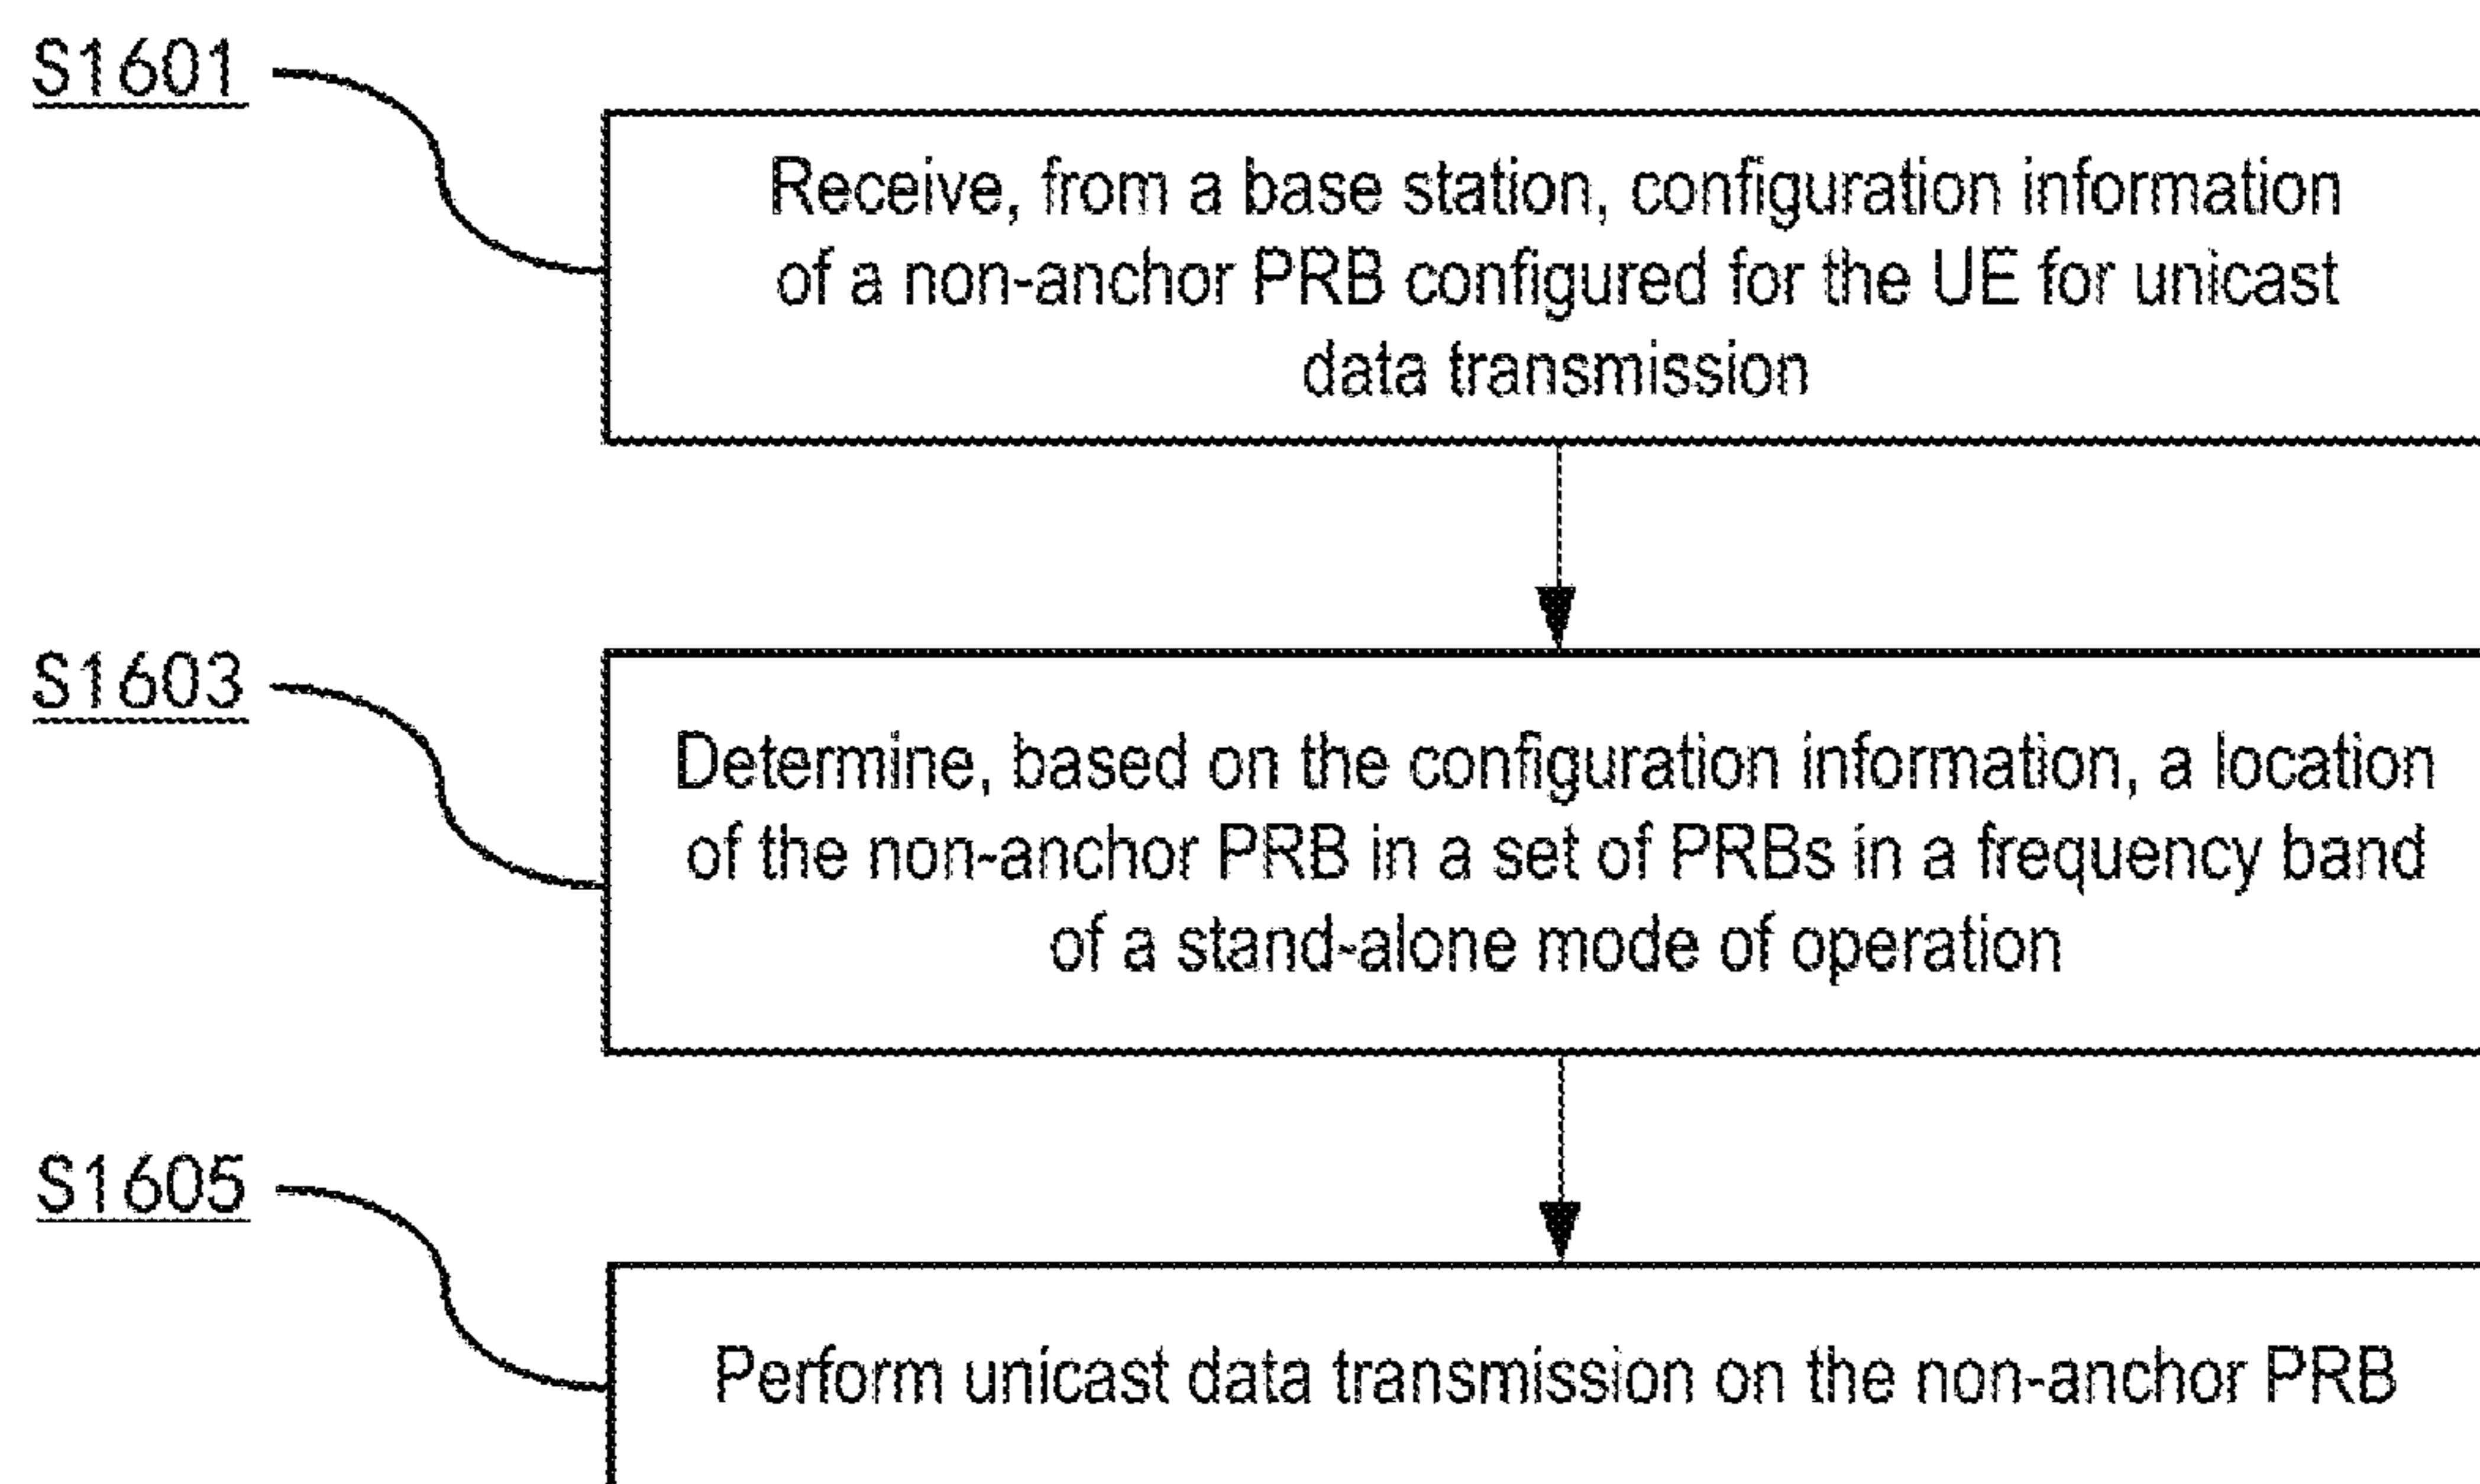 S1601
Receive, from a base station, configuration information
of a non-anchor PRB configured for the UE for unicast
data transmission
S1603
Determine, based on the configuration information, a location
of the non-anchor PRB in a set of PRBs in a frequency band
of a stand-alone mode of operation
S1605
Perform unicast data transmission on the non-anchor PRB